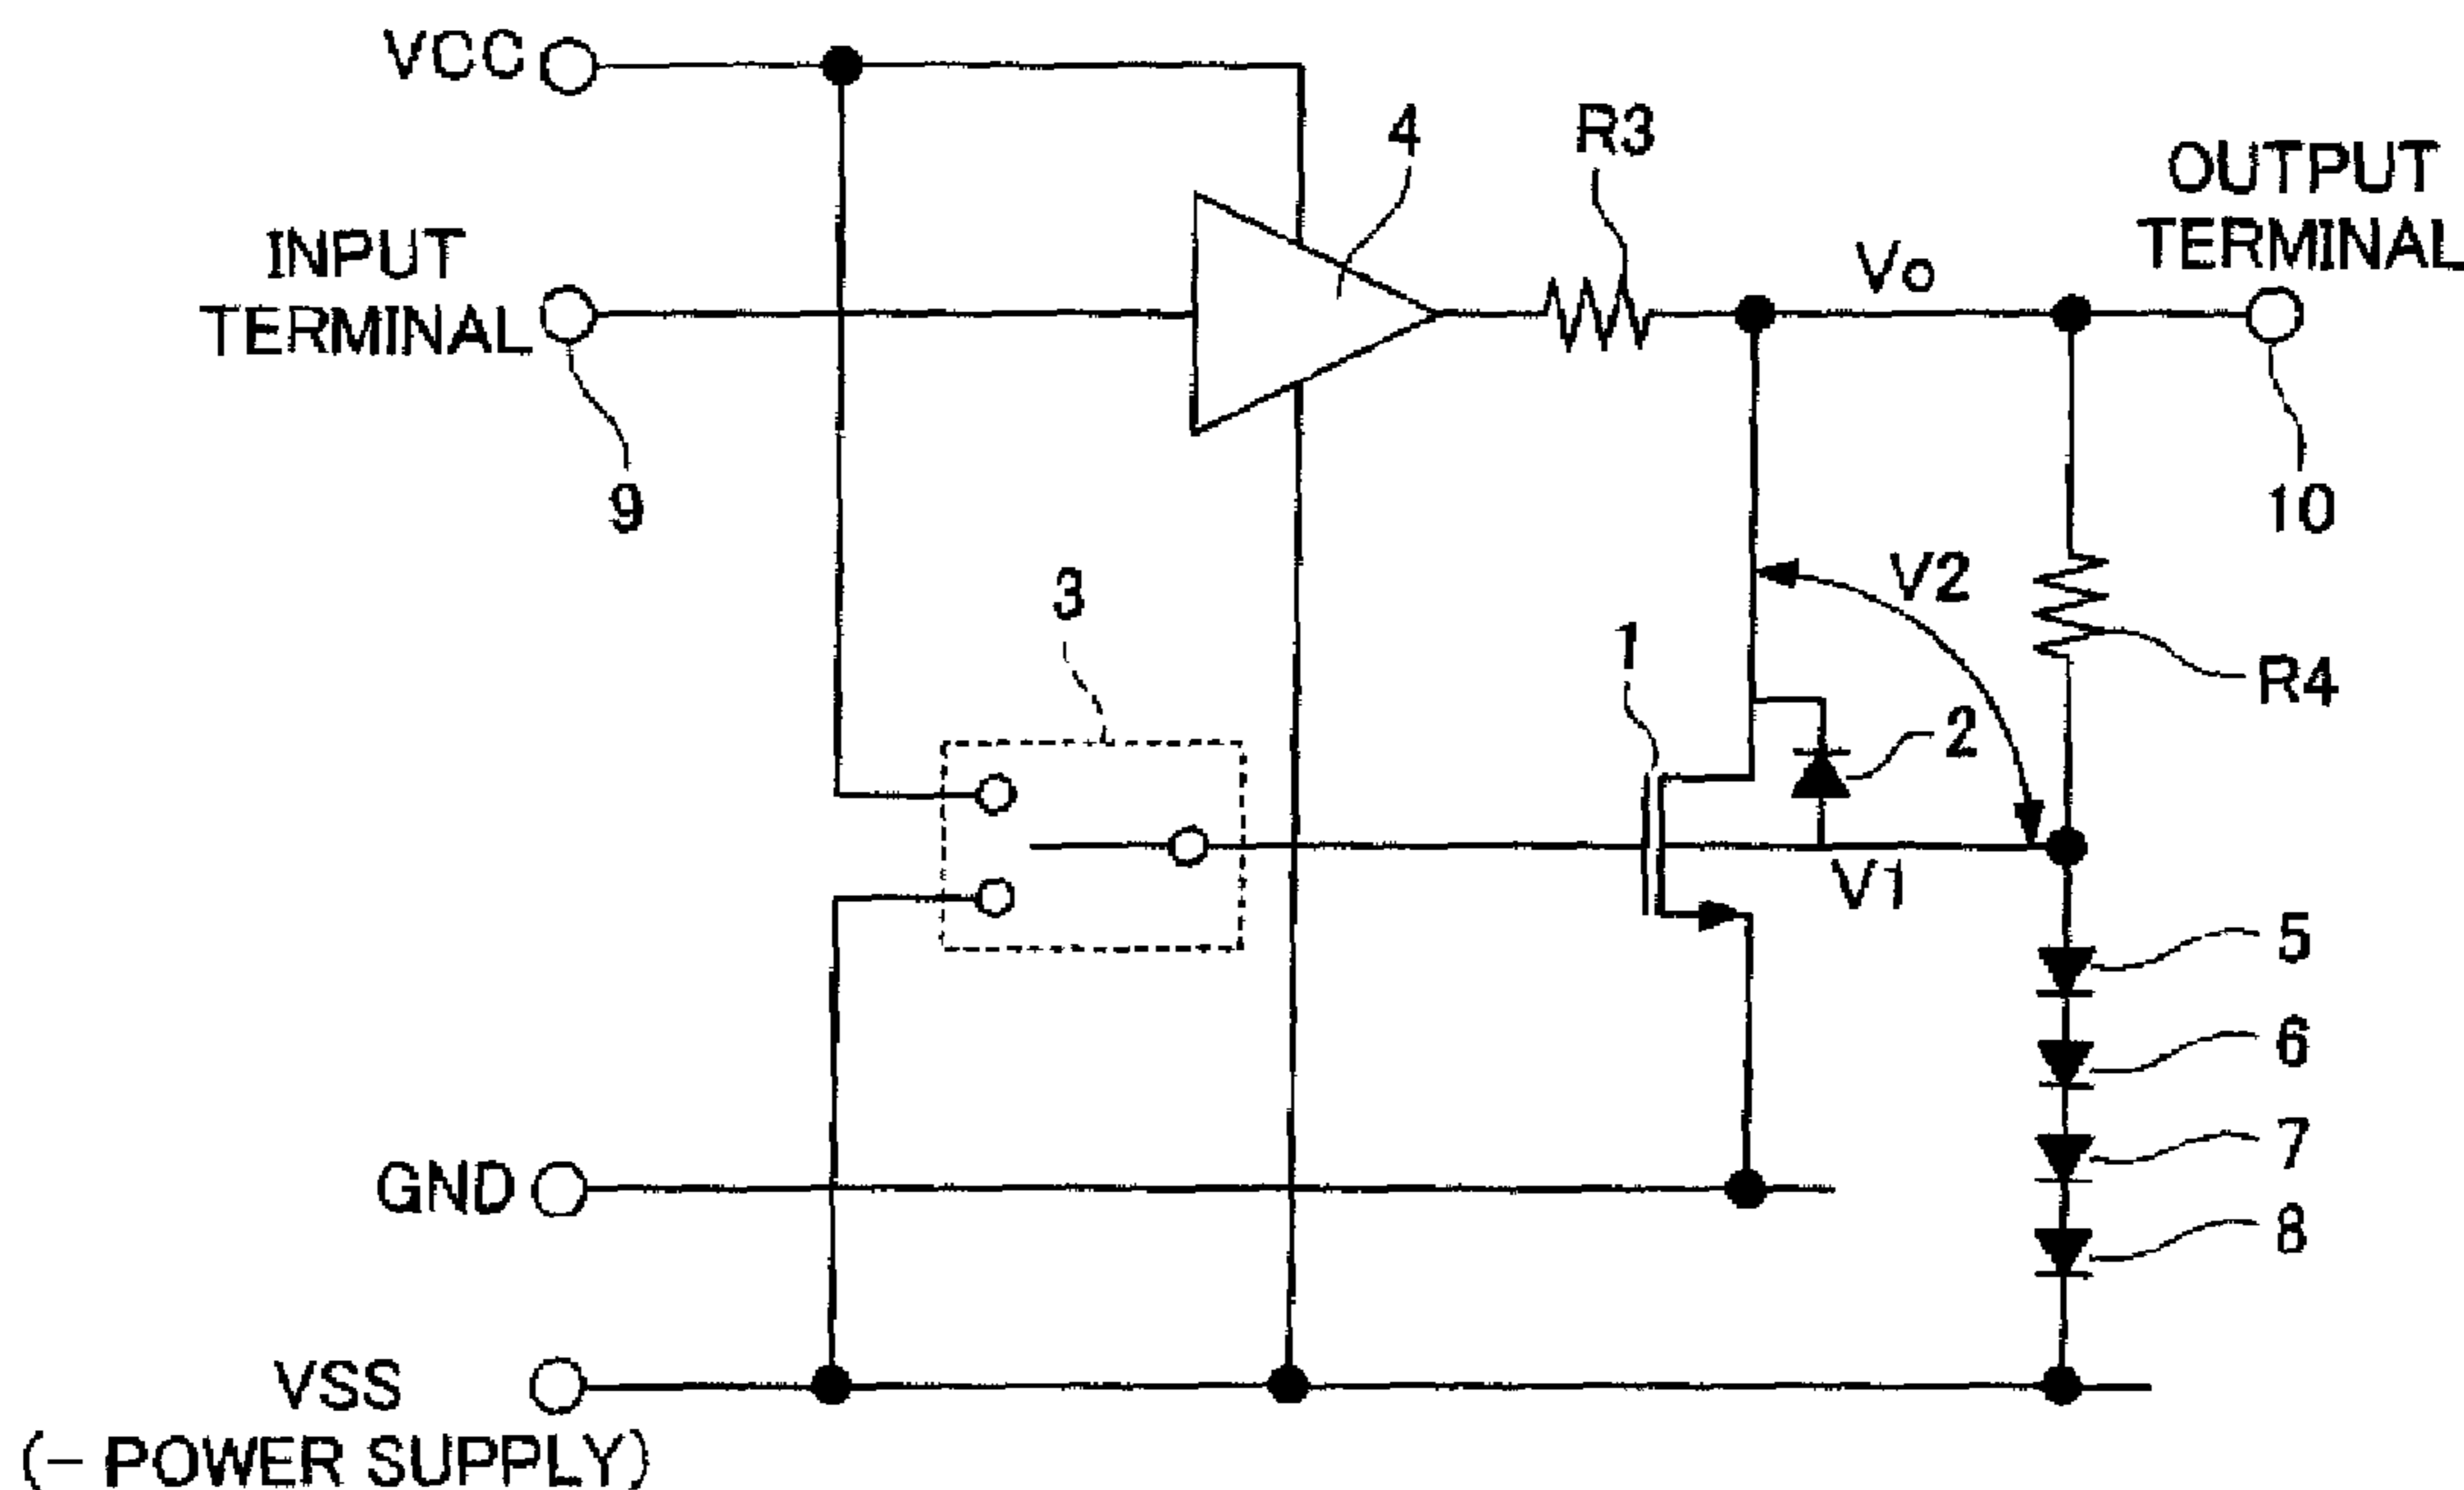 VCC
4
R3
OUTPUT
TERMINAL
INPUT
TERMINAL
Vo
9
10
3
V2
1
R4
2
V1
5
6
7
GND
8
VSS
(− POWER SUPPLY)